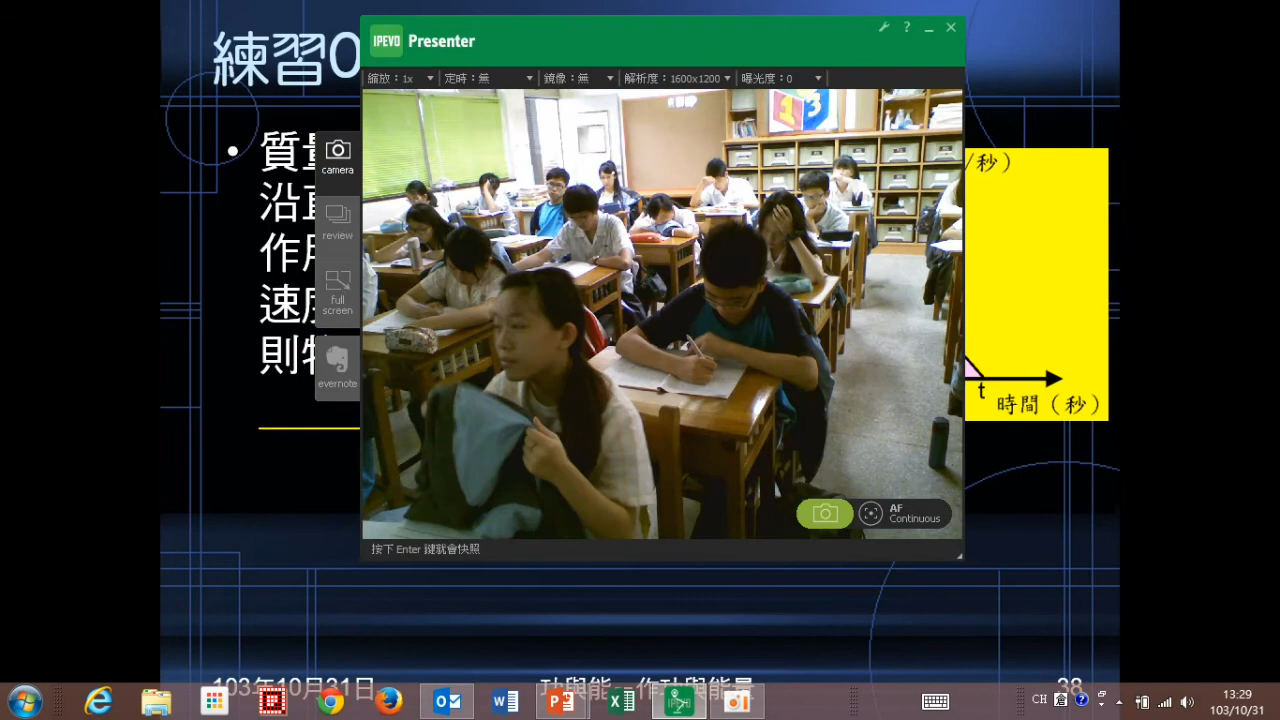 練習0
IPEVO Presenter
縮放：1x 定時：無 鏡像：無 解析度：1600x1200 曝光度：0
質
沿
作用
速度
則
camera
review
full
screen
evernote
/秒）
t
時間（秒）
AF
Continuous
按下 Enter 鍵就會快照
103年10月31日
功與能--作功與能量
38
CH
13:29
103/10/31